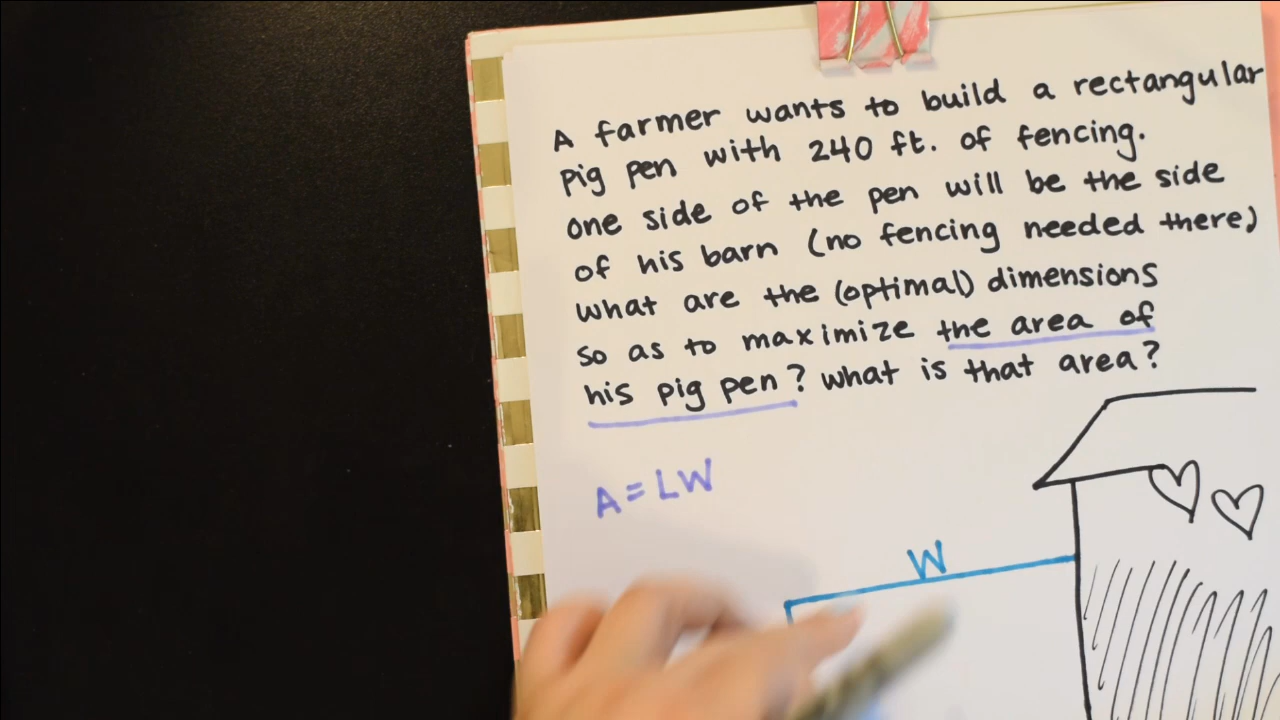 A farmer wants to build a rectangular
pig pen with 240 ft. of fencing.
one side of the pen will be the side
of his barn (no fencing needed there)
what are the (optimal) dimensions
so as to maximize the area of
his pig pen? what is that area?
A = LW
W